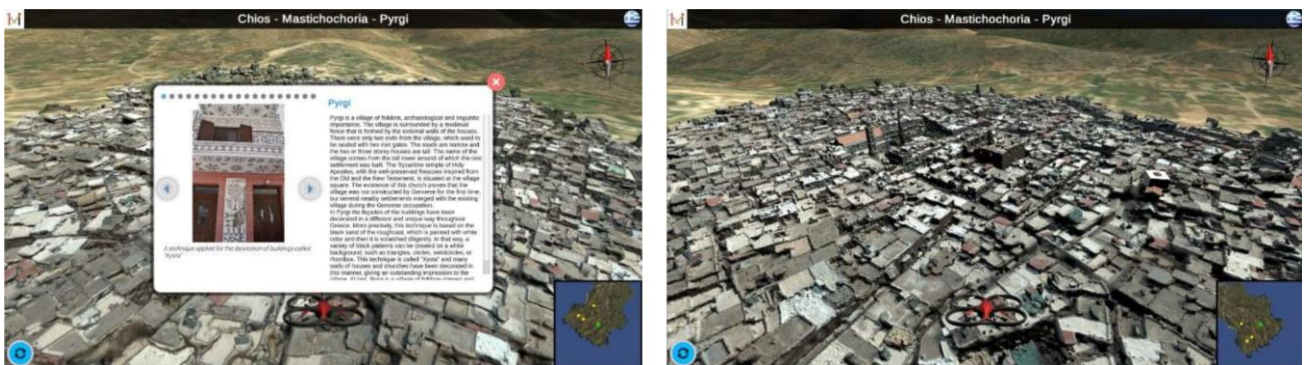 Chios - Mastichochoria - Pyrgi
Pyrgi
Pyrgi is a village of folklore, archaeological and linguistic
importance. The village is surrounded by a medieval
fence that is formed by the external walls of the houses.
There were only two exits from the village, which used to
be sealed with two iron gates. The roads are narrow and
the two or three storey houses are tall. The name of the
village comes from the tall tower around of which the rest
settlement was built. The Byzantine temple of Holy
Apostles, with the well-preserved frescoes inspired from
the Old and the New Testament, is situated at the village
square. The existence of this church proves that the
village was not constructed by Genoese for the first time,
but several nearby settlements merged with the existing
village during the Genoese occupation.
In Pyrgi the façades of the buildings have been
decorated in a different and unique way throughout
Greece. More precisely, this technique is based on the
black sand of the roughcast, which is painted with white
color and then it is scratched diligently. In that way, a
variety of black patterns can be created on a white
background, such as triangles, circles, semicircles, or
rhombus. This technique is called "Xysta" and many
walls of houses and churches have been decorated in
this manner, giving an outstanding impression to the
village. At last, Pyrgi is a village of folklore interest and
A technique applied for the decoration of buildings called
"Xysta"
Chios - Mastichochoria - Pyrgi